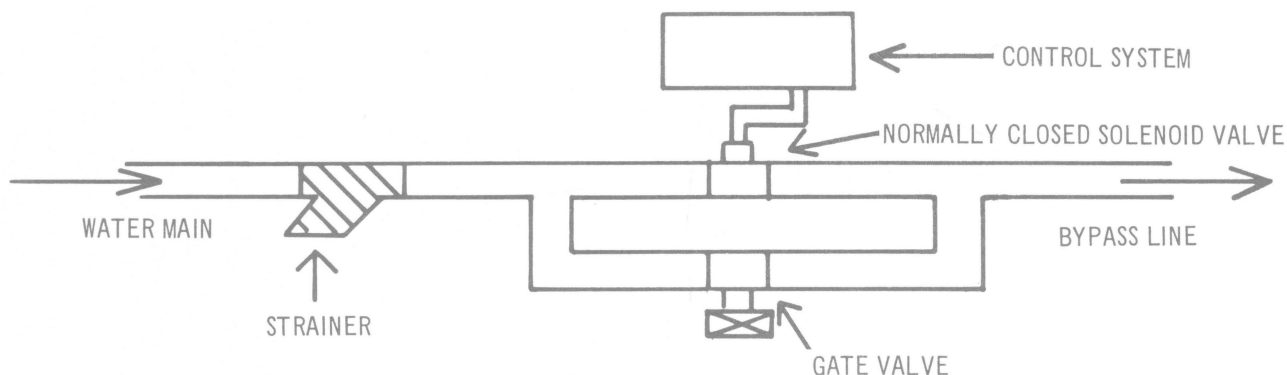 CONTROL SYSTEM
NORMALLY CLOSED SOLENOID VALVE
WATER MAIN
BYPASS LINE
STRAINER
GATE VALVE